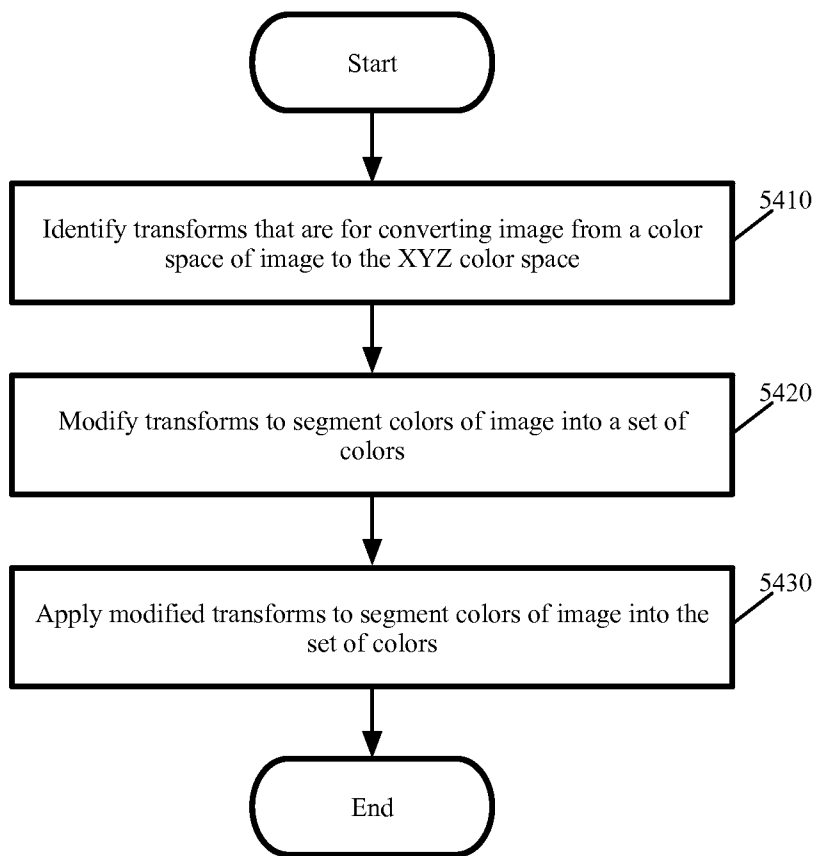 Start
5410
Identify transforms that are for converting image from a color
space of image to the XYZ color space
5420
Modify transforms to segment colors of image into a set of
colors
5430
Apply modified transforms to segment colors of image into the
set of colors
End